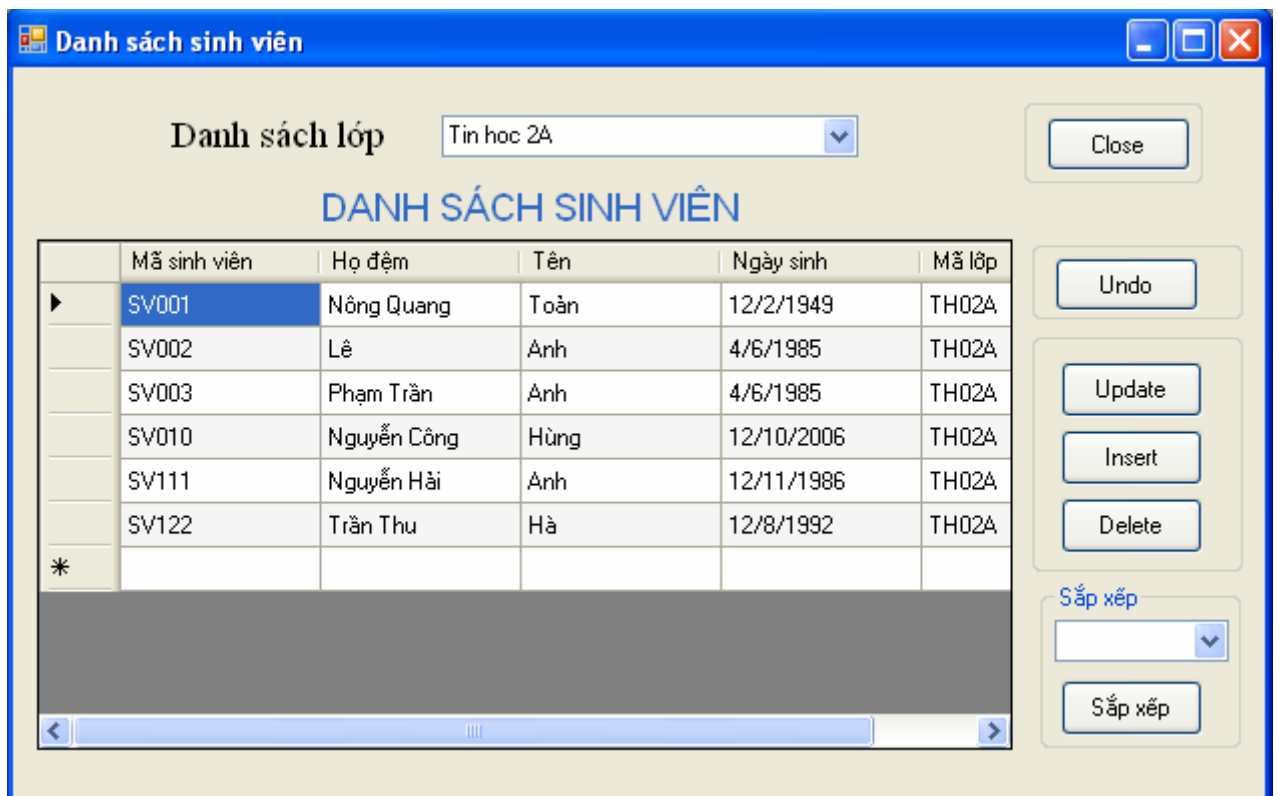 Danh sách sinh viên
Danh sách lớp Tin hoc 2A Close
DANH SÁCH SINH VIÊN
Mã sinh viên Họ đệm Tên Ngày sinh Mã lốp
SV001 Nông Quang Toản 12/2/1949 TH02A
SV002 Lê Anh 4/6/1985 TH02A
SV003 Phạm Trần Anh 4/6/1985 TH02A
SV010 Nguyễn Công Hùng 12/10/2006 TH02A
SV111 Nguyễn Hải Anh 12/11/1986 TH02A
SV122 Trần Thu Hà 12/8/1992 TH02A
Undo
Update
Insert
Delete
Sắp xếp
Sắp xếp